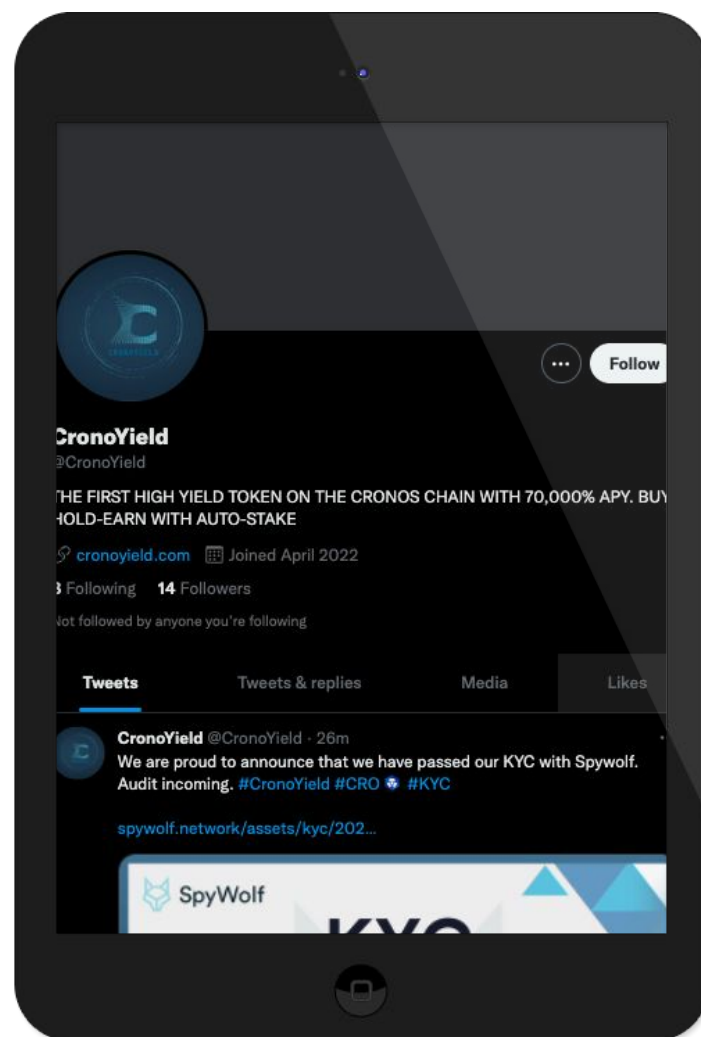 CRONOYIELD
Follow
CronoYield
@CronoYield
THE FIRST HIGH YIELD TOKEN ON THE CRONOS CHAIN WITH 70,000% APY. BUY
HOLD-EARN WITH AUTO-STAKE
cronoyield.com Joined April 2022
Following 14 Followers
Not followed by anyone you're following
Tweets Tweets & replies Media Likes
CronoYield @CronoYield · 26m
We are proud to announce that we have passed our KYC with Spywolf.
Audit incoming. #CronoYield #CRO #KYC
spywolf.network/assets/kyc/202...
SpyWolf
KYC